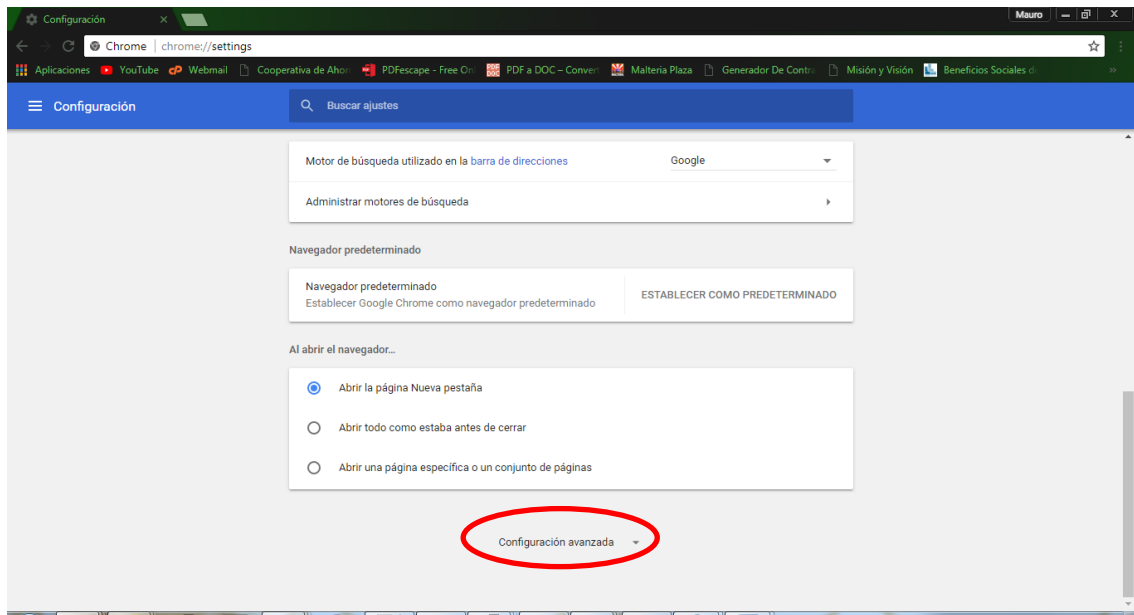 Configuración
Mauro
Chrome | chrome://settings
Aplicaciones YouTube Webmail Cooperativa de Ahor PDFescape - Free On PDF a DOC – Convert Malteria Plaza Generador De Contra Misión y Visión Beneficios Sociales d »
Configuración Buscar ajustes
Motor de búsqueda utilizado en la barra de direcciones Google
Administrar motores de búsqueda
Navegador predeterminado
Navegador predeterminado
Establecer Google Chrome como navegador predeterminado
ESTABLECER COMO PREDETERMINADO
Al abrir el navegador...
Abrir la página Nueva pestaña
Abrir todo como estaba antes de cerrar
Abrir una página específica o un conjunto de páginas
Configuración avanzada